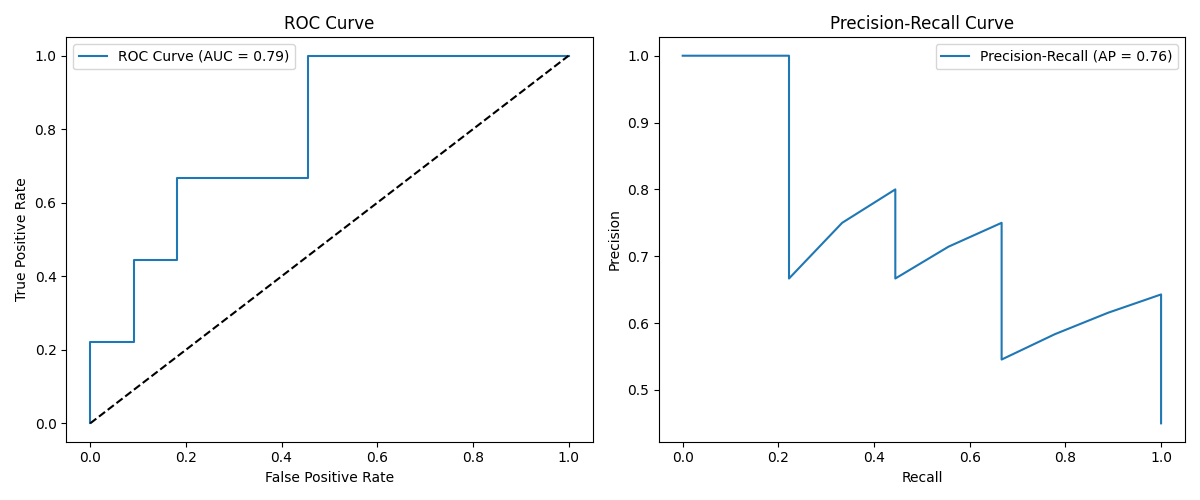 ROC Curve
ROC Curve (AUC = 0.79)
True Positive Rate
1.0
0.8
0.6
0.4
0.2
0.0
0.0 0.2 0.4 0.6 0.8 1.0
False Positive Rate
Precision-Recall Curve
Precision-Recall (AP = 0.76)
Precision
1.0
0.9
0.8
0.7
0.6
0.5
0.0 0.2 0.4 0.6 0.8 1.0
Recall